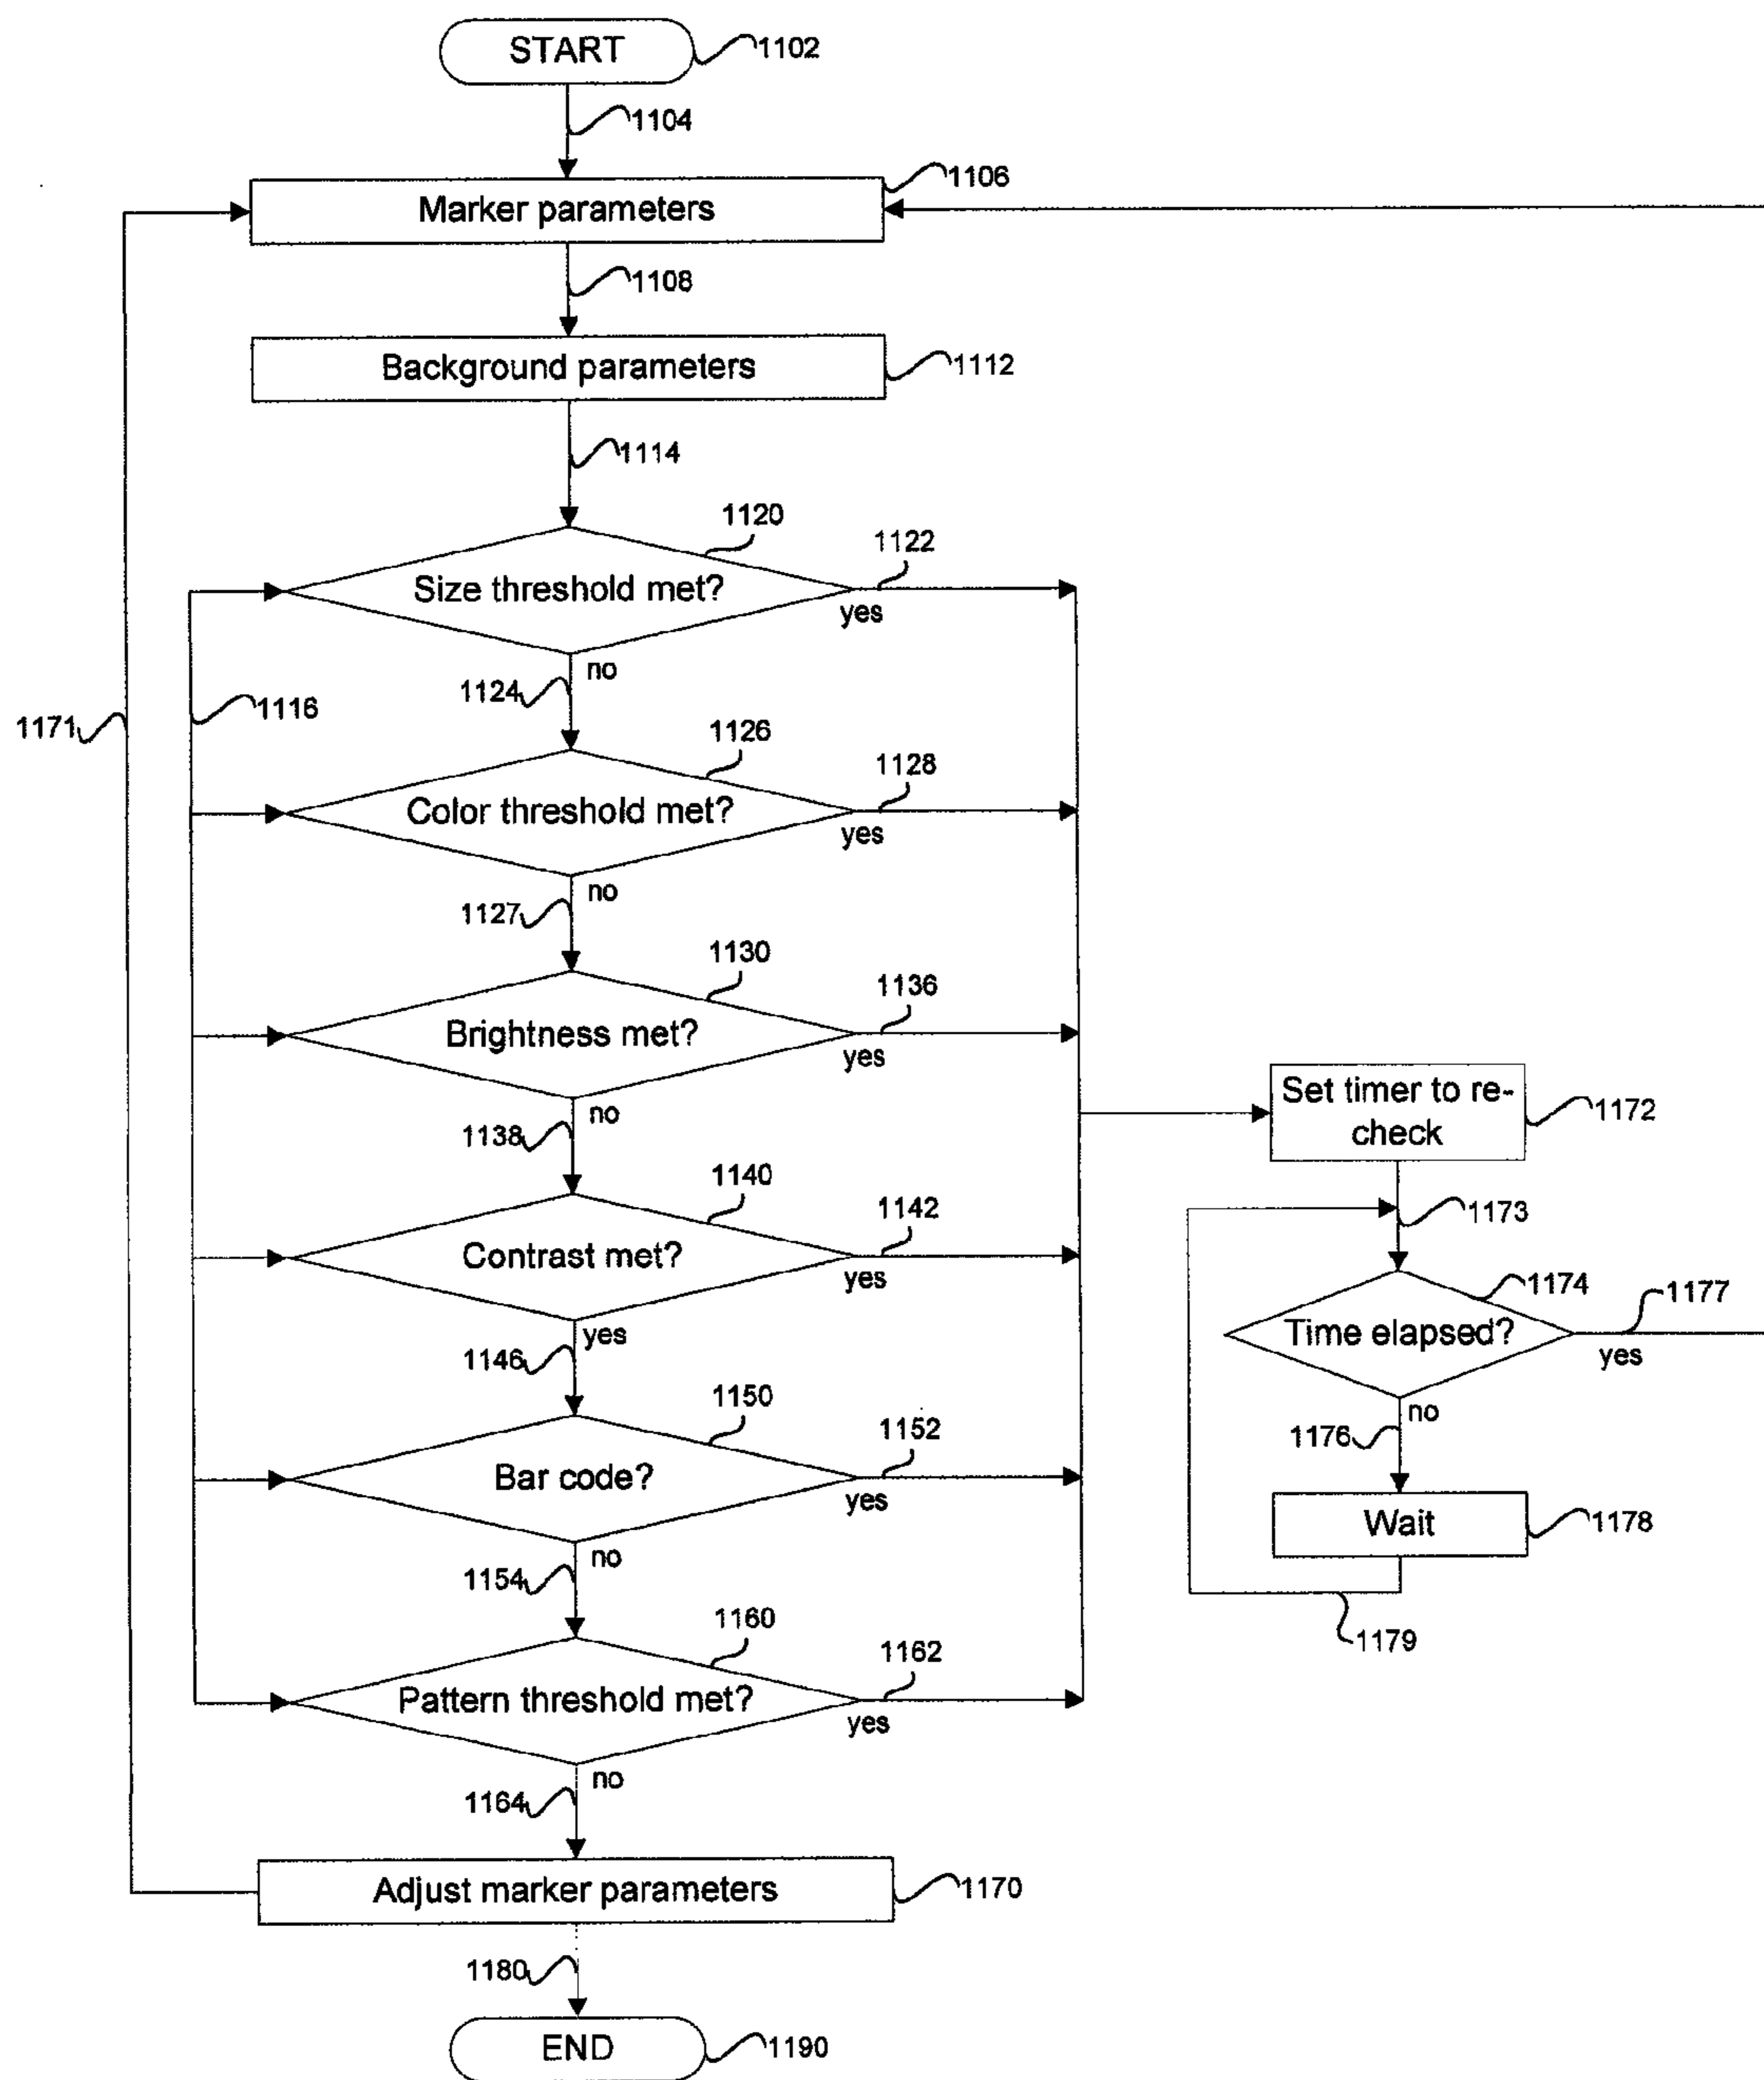 START
1102
1104
1106
Marker parameters
1108
Background parameters
1112
1114
1120
1122
Size threshold met?
yes
no
1124
1116
1171
1126
1128
Color threshold met?
yes
no
1127
1130
1136
Brightness met?
yes
no
1138
Set timer to re-
check
1172
1140
1142
Contrast met?
yes
1173
1174
1177
Time elapsed?
yes
yes
1146
1150
1152
Bar code?
yes
no
1176
Wait
1178
no
1154
1160
1162
1179
Pattern threshold met?
yes
no
1164
Adjust marker parameters
1170
1180
END
1190